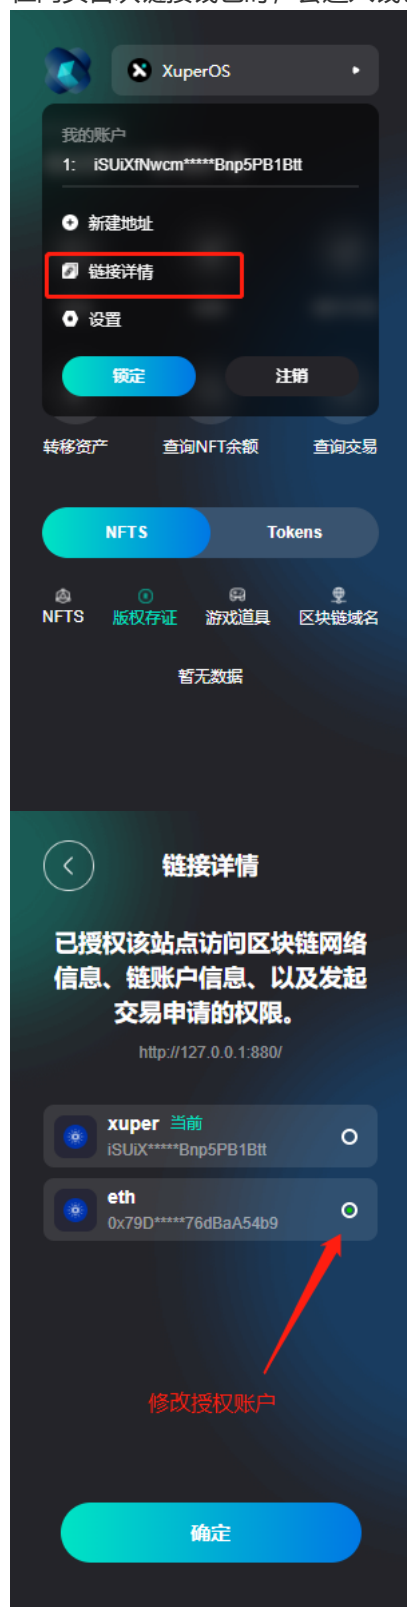 XuperOS
我的账户
1: iSUiXfNwcm*****Bnp5PB1Btt
新建地址
链接详情
设置
锁定 注销
转移资产 查询NFT余额 查询交易
NFTS Tokens
NFTS 版权存证 游戏道具 区块链域名
暂无数据
链接详情
已授权该站点访问区块链网络
信息、链账户信息、以及发起
交易申请的权限。
http://127.0.0.1:880/
xuper 当前
iSUiX*****Bnp5PB1Btt
eth
0x79D*****76dBaA54b9
修改授权账户
确定